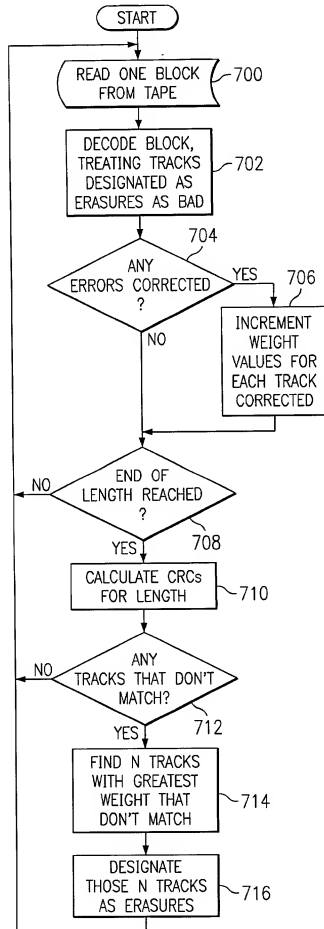 START
READ ONE BLOCK
FROM TAPE
700
DECODE BLOCK,
TREATING TRACKS
DESIGNATED AS
ERASURES AS BAD
702
704
ANY
ERRORS CORRECTED
?
YES
NO
706
INCREMENT
WEIGHT
VALUES FOR
EACH TRACK
CORRECTED
END OF
LENGTH REACHED
?
NO
708
YES
CALCULATE CRCs
FOR LENGTH
710
ANY
TRACKS THAT DON'T
MATCH?
NO
712
YES
FIND N TRACKS
WITH GREATEST
WEIGHT THAT
DON'T MATCH
714
DESIGNATE
THOSE N TRACKS
AS ERASURES
716